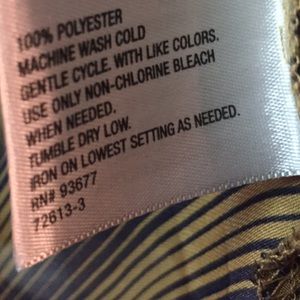 100% POLYESTER
MACHINE WASH COLD
GENTLE CYCLE. WITH LIKE COLORS.
USE ONLY NON-CHLORINE BLEACH
WHEN NEEDED.
TUMBLE DRY LOW.
IRON ON LOWEST SETTING AS NEEDED.
RN# 93677
72613-3